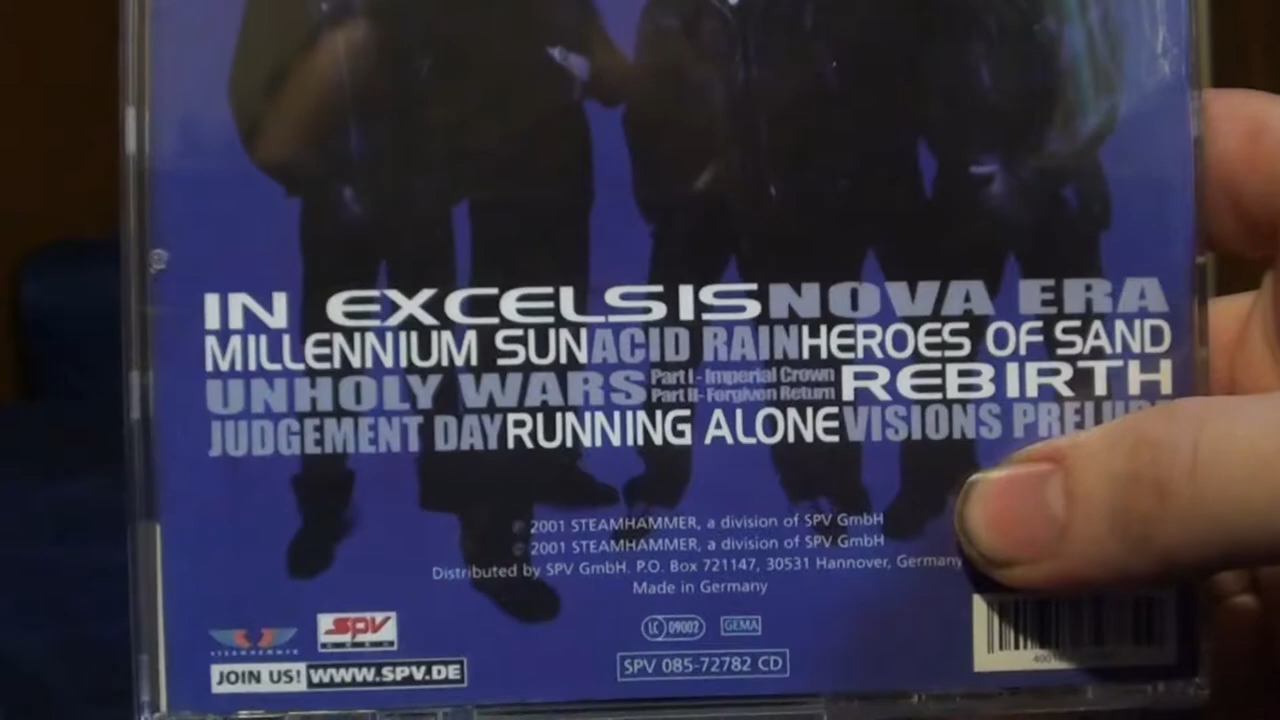 IN EXCELSIS NOVA ERA
MILLENNIUM SUN ACID RAIN HEROES OF SAND
UNHOLY WARS Part I - Imperial Crown Part II - Forgiven Return REBIRTH
JUDGEMENT DAY RUNNING ALONE VISIONS
℗ 2001 STEAMHAMMER, a division of SPV GmbH
© 2001 STEAMHAMMER, a division of SPV GmbH
Distributed by SPV GmbH. P.O. Box 721147, 30531 Hannover, Germany
Made in Germany
STEAMHAMMER
SPV
LC 09002 GEMA
JOIN US! WWW.SPV.DE
SPV 085-72782 CD